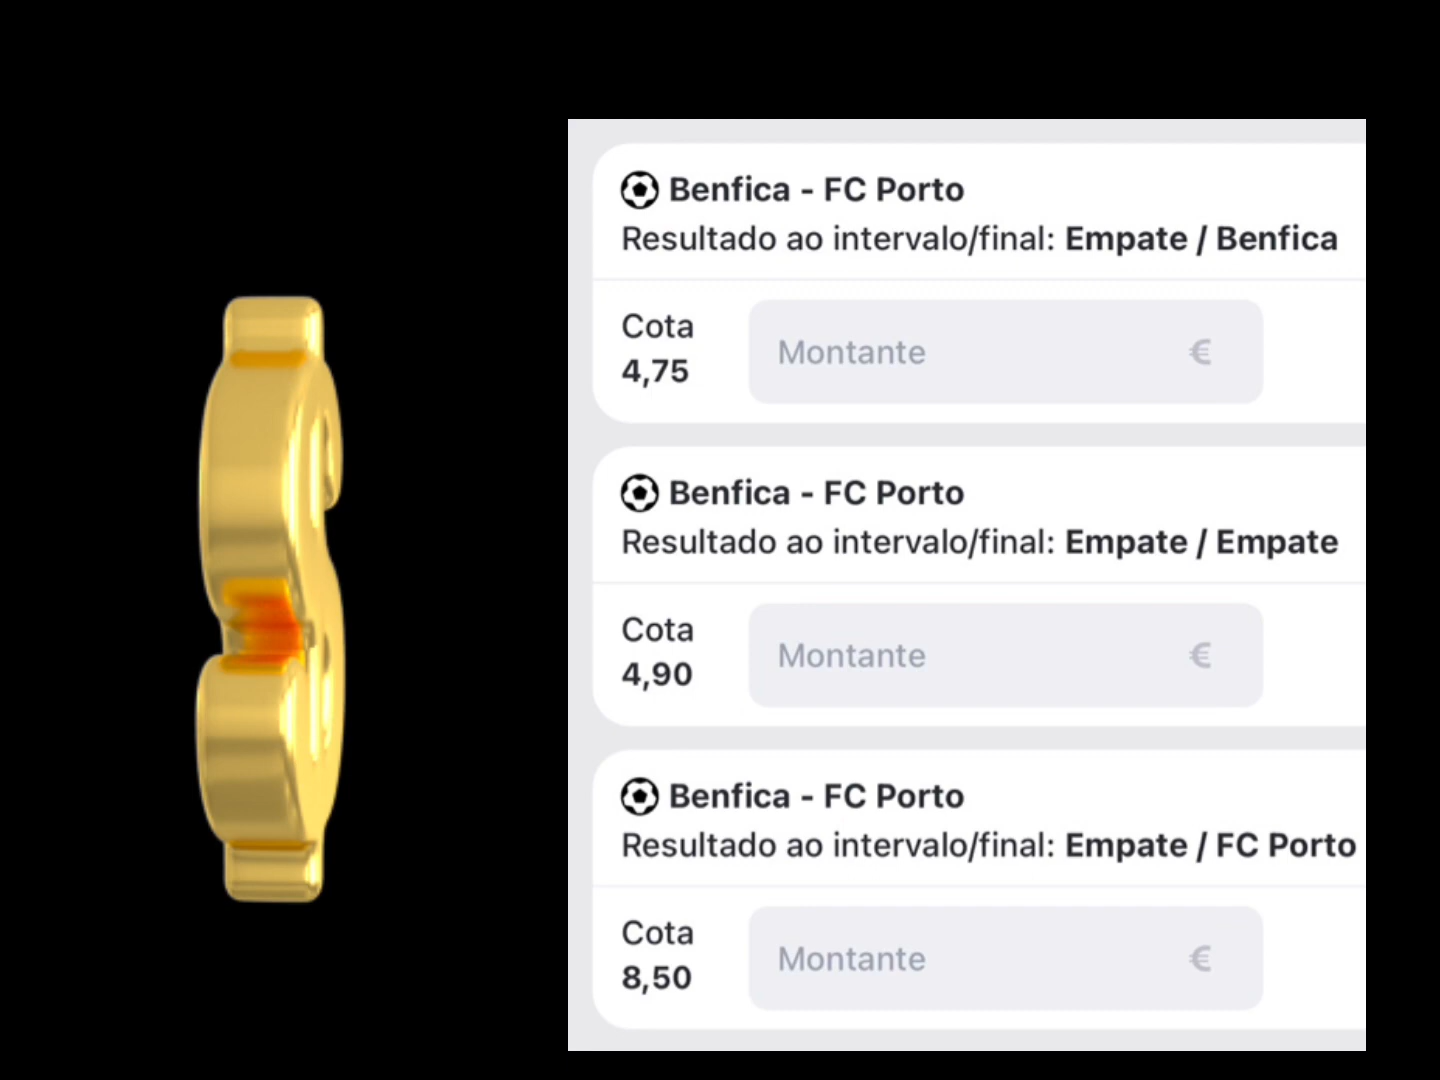 Benfica - FC Porto
Resultado ao intervalo/final: Empate / Benfica
Cota
4,75
Montante €
Benfica - FC Porto
Resultado ao intervalo/final: Empate / Empate
Cota
4,90
Montante €
Benfica - FC Porto
Resultado ao intervalo/final: Empate / FC Porto
Cota
8,50
Montante €